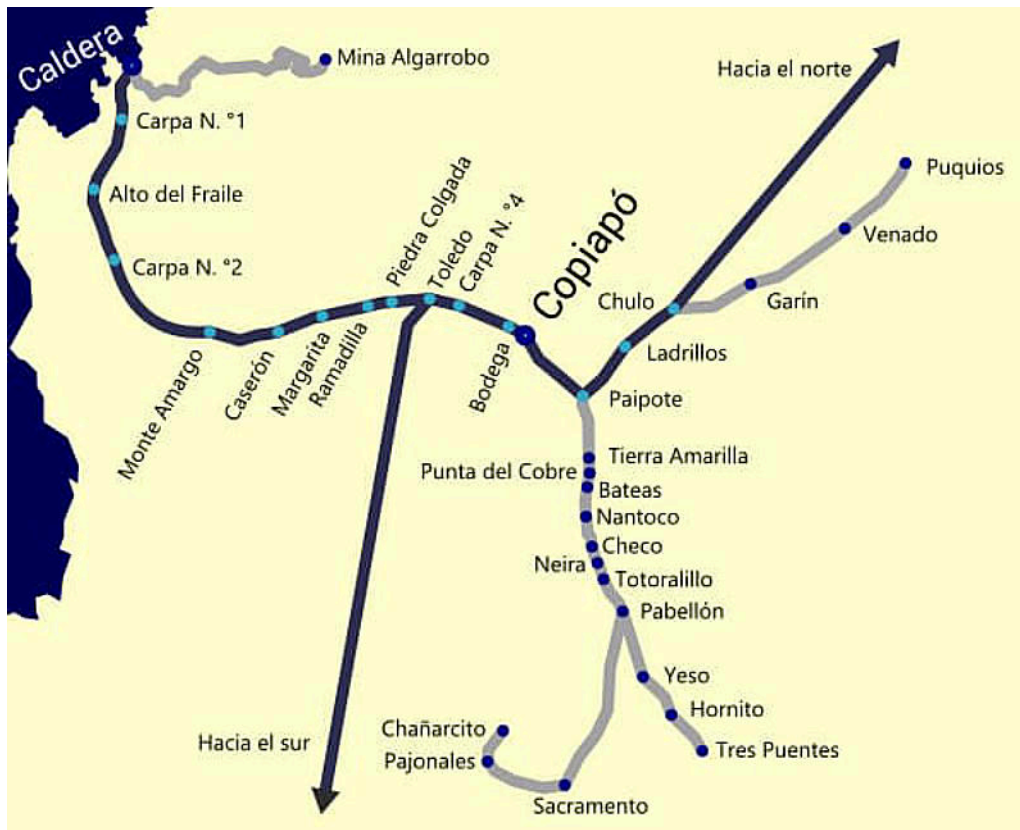 Caldera
Mina Algarrobo
Hacia el norte
Carpa N. °1
Puquios
Alto del Fraile
Piedra Colgada
Toledo
Carpa N. °4
Copiapó
Venado
Carpa N. °2
Chulo
Garín
Monte Amargo
Caserón
Margarita
Ramadilla
Bodega
Ladrillos
Paipote
Tierra Amarilla
Punta del Cobre
Bateas
Nantoco
Checo
Neira
Totoralillo
Pabellón
Yeso
Hornito
Chañarcito
Hacia el sur
Tres Puentes
Pajonales
Sacramento